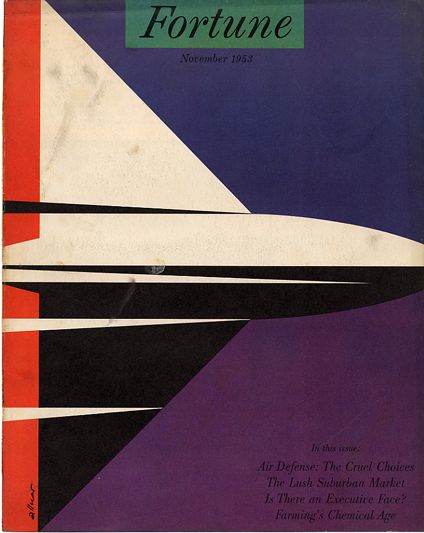 Fortune
November 1953
In this issue:
Air Defense: The Cruel Choices
The Lush Suburban Market
Is There an Executive Face?
Farming's Chemical Age